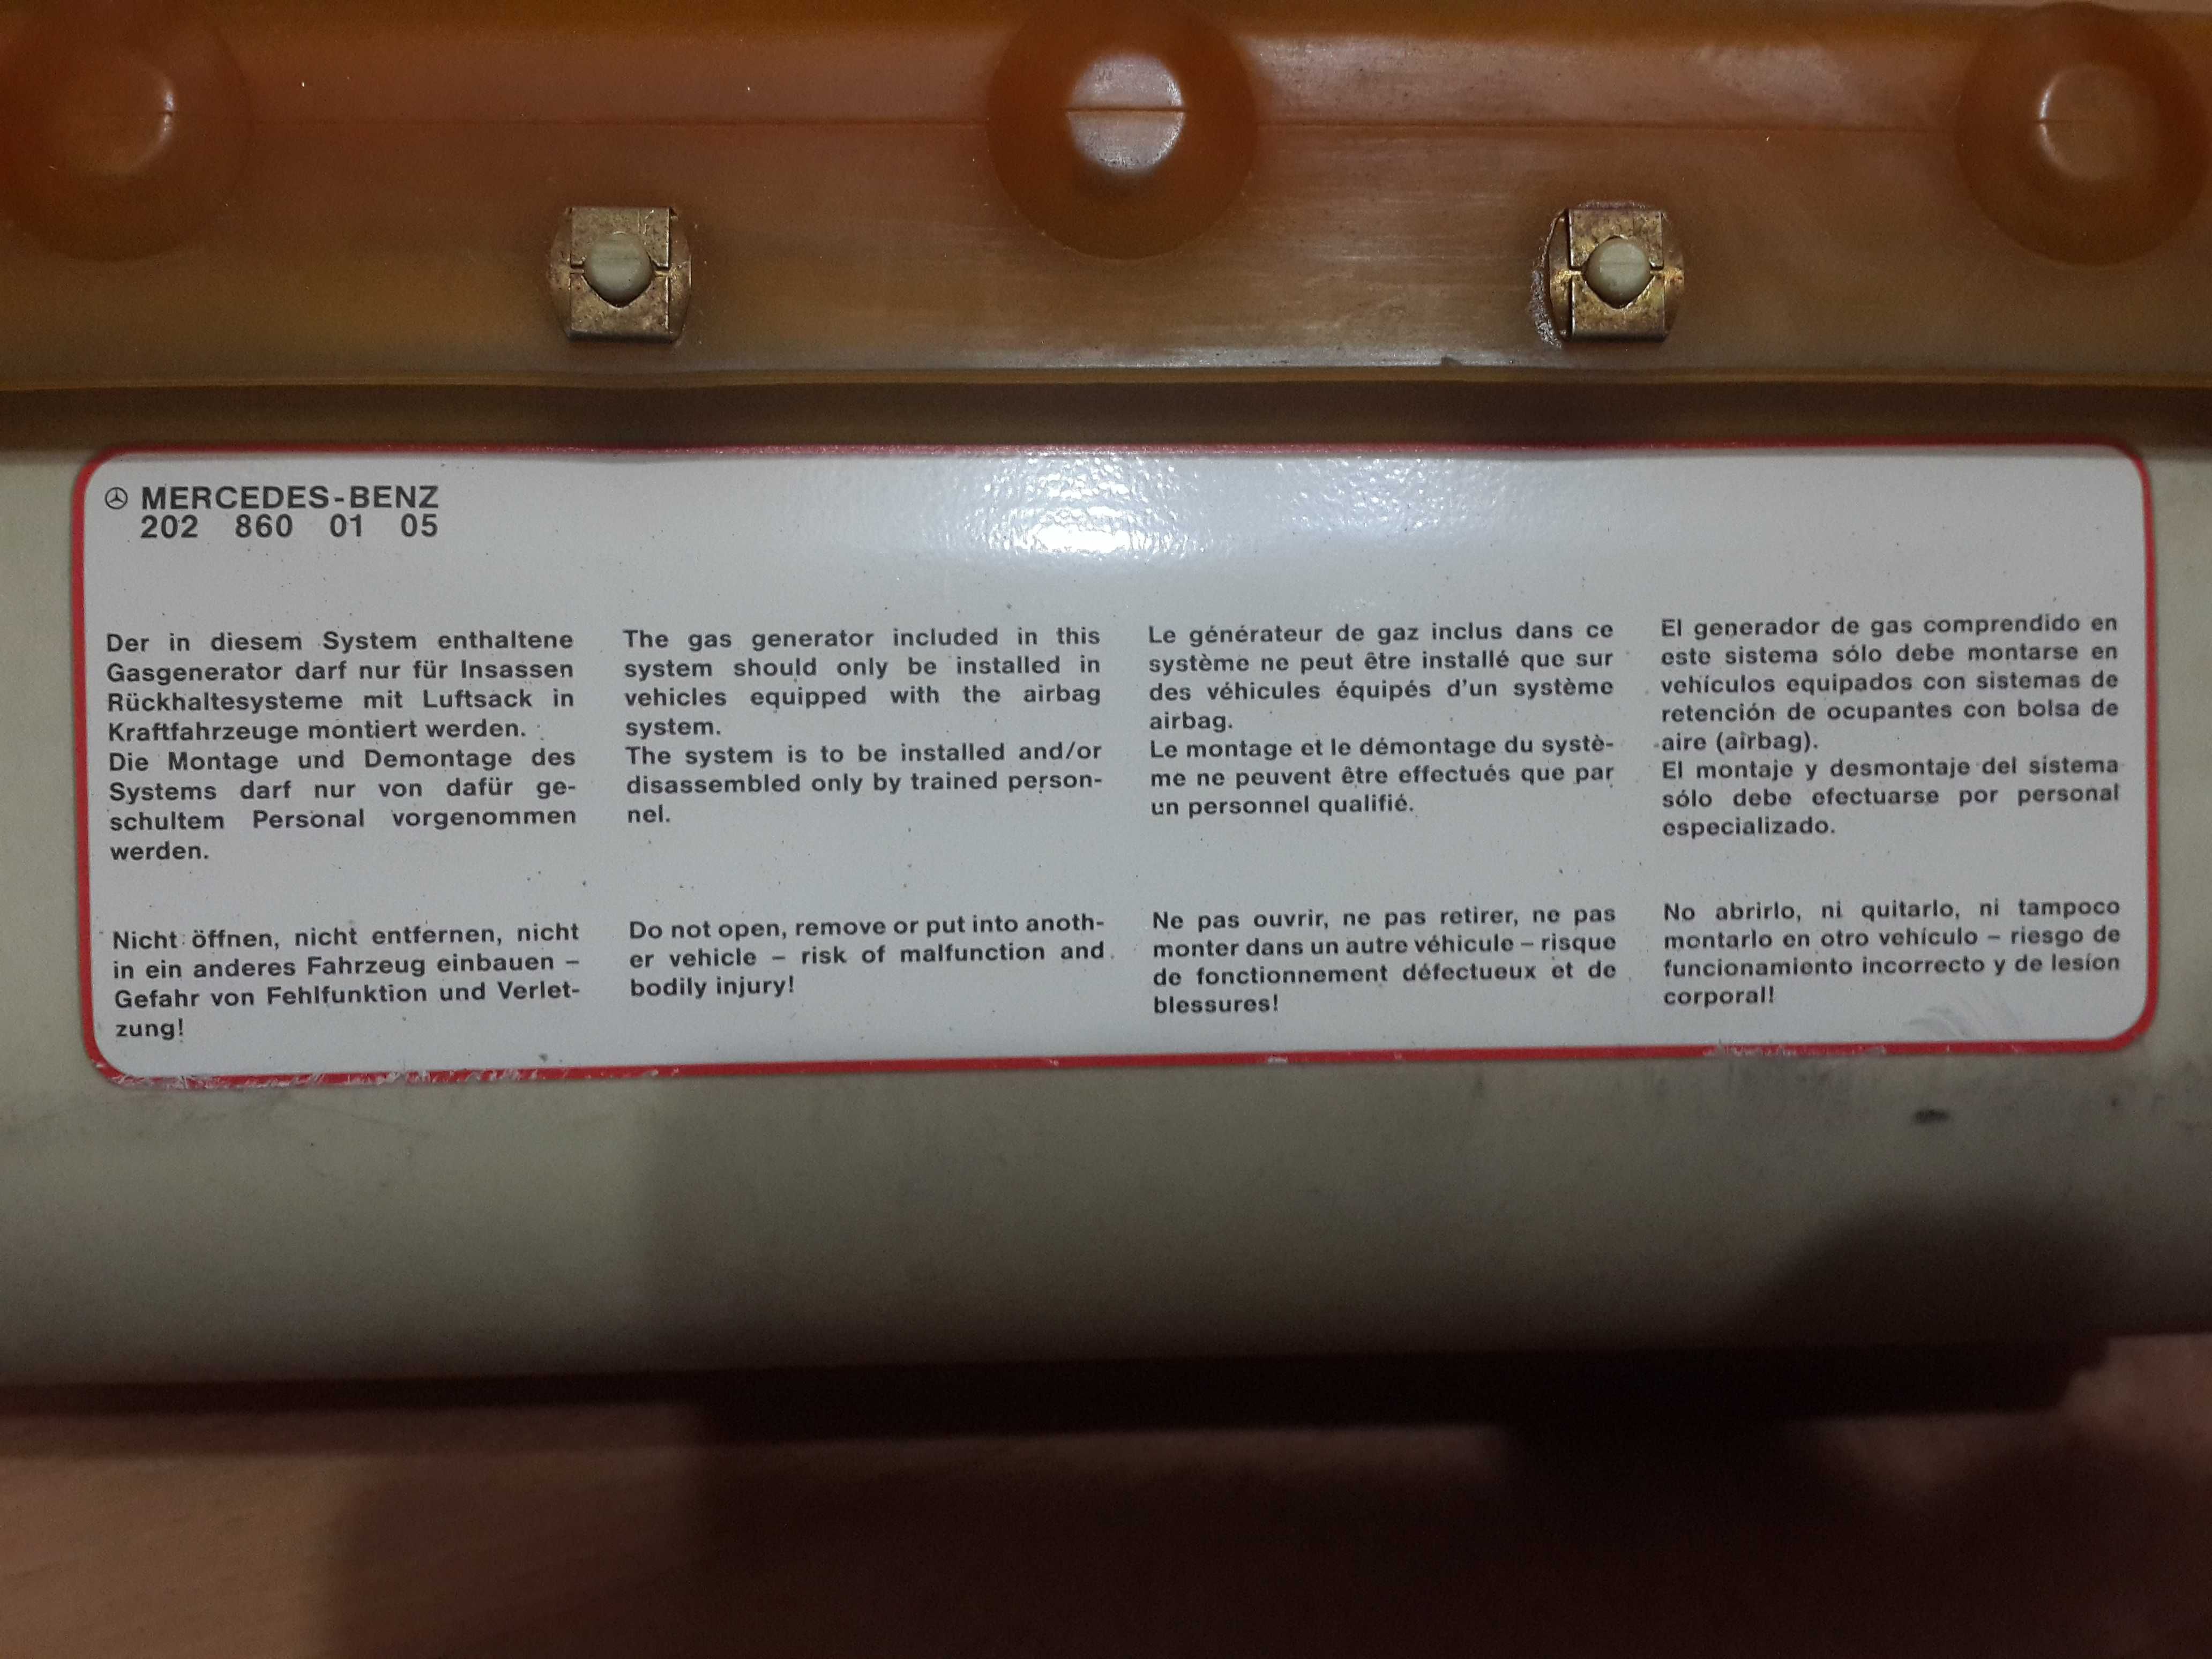 MERCEDES-BENZ
202 860 01 05
Der in diesem System enthaltene
Gasgenerator darf nur für Insassen
Rückhaltesysteme mit Luftsack in
Kraftfahrzeuge montiert werden.
Die Montage und Demontage des
Systems darf nur von dafür ge-
schultem Personal vorgenommen
werden.
Nicht öffnen, nicht entfernen, nicht
in ein anderes Fahrzeug einbauen –
Gefahr von Fehlfunktion und Verlet-
zung!
The gas generator included in this
system should only be installed in
vehicles equipped with the airbag
system.
The system is to be installed and/or
disassembled only by trained person-
nel.
Do not open, remove or put into anoth-
er vehicle – risk of malfunction and
bodily injury!
Le générateur de gaz inclus dans ce
système ne peut être installé que sur
des véhicules équipés d'un système
airbag.
Le montage et le démontage du systè-
me ne peuvent être effectués que par
un personnel qualifié.
Ne pas ouvrir, ne pas retirer, ne pas
monter dans un autre véhicule – risque
de fonctionnement défectueux et de
blessures!
El generador de gas comprendido en
este sistema sólo debe montarse en
vehículos equipados con sistemas de
retención de ocupantes con bolsa de
aire (airbag).
El montaje y desmontaje del sistema
sólo debe efectuarse por personal
especializado.
No abrirlo, ni quitarlo, ni tampoco
montarlo en otro vehículo – riesgo de
funcionamiento incorrecto y de lesíon
corporal!